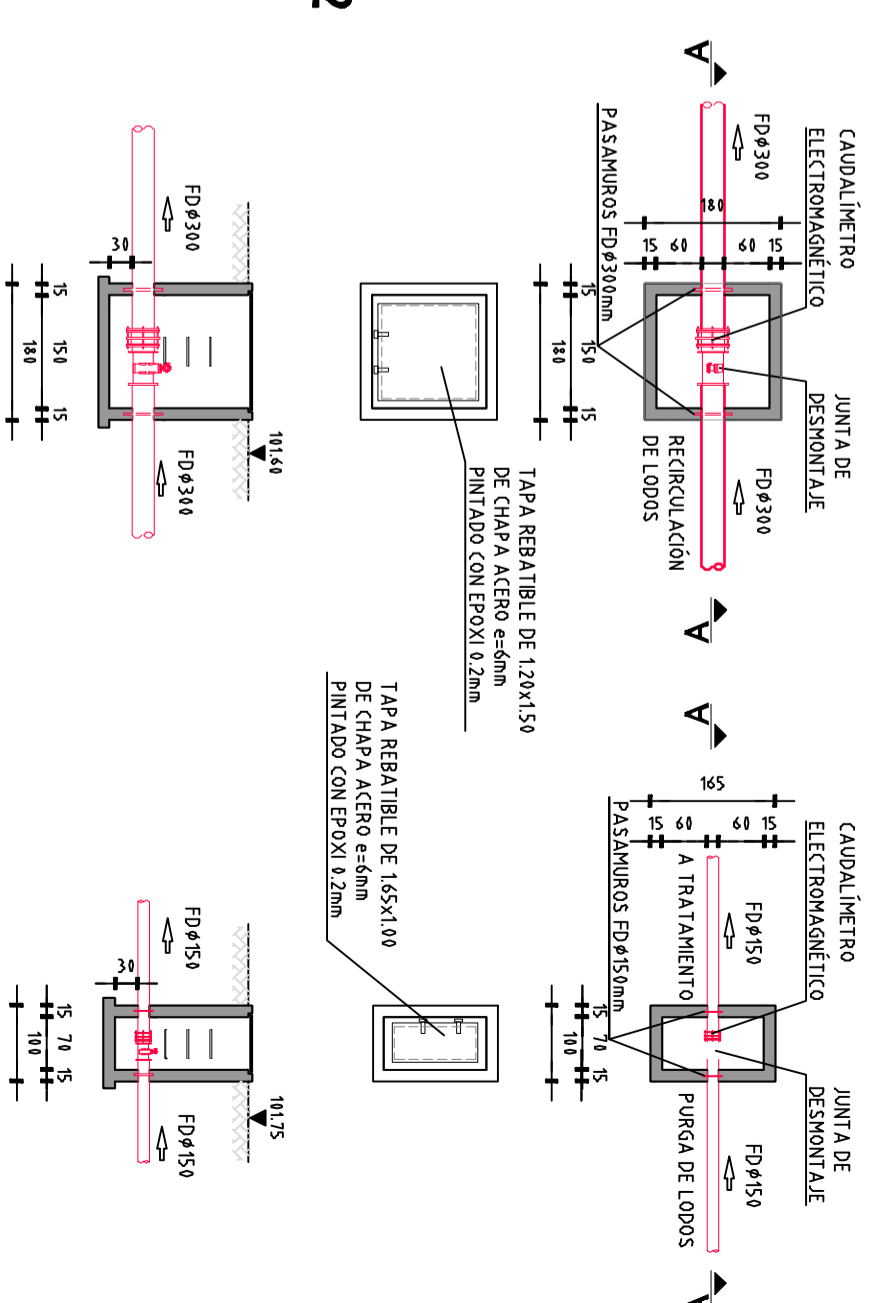 2
CAUDALÍMETRO
ELECTROMAGNÉTICO
JUNTA DE
DESMONTAJE
A
A
FDϕ300
FDϕ300
180
15
60
60
15
PASAMUROS FDϕ300mm
RECIRCULACIÓN
DE LODOS
15
150
15
180
TAPA REBATIBLE DE 1.20x1.50
DE CHAPA ACERO e=6mm
PINTADO CON EPOXI 0.2mm
101.60
FDϕ300
FDϕ300
30
15
150
15
180
CAUDALÍMETRO
ELECTROMAGNÉTICO
JUNTA DE
DESMONTAJE
A
A
FDϕ150
FDϕ150
165
15
60
60
15
A TRATAMIENTO
PURGA DE LODOS
PASAMUROS FDϕ150mm
15
70
15
100
TAPA REBATIBLE DE 1.65x1.00
DE CHAPA ACERO e=6mm
PINTADO CON EPOXI 0.2mm
101.75
FDϕ150
FDϕ150
30
15
70
15
100